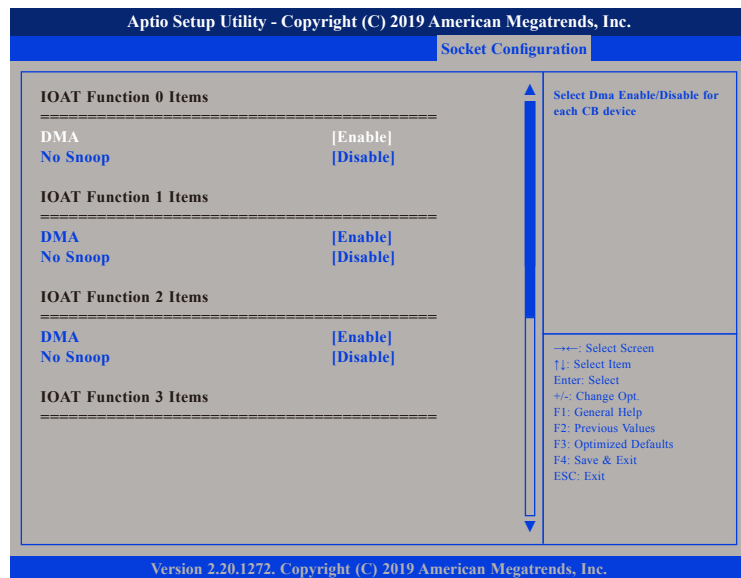 Aptio Setup Utility - Copyright (C) 2019 American Megatrends, Inc.
Socket Configuration
IOAT Function 0 Items
==========================================
DMA [Enable]
No Snoop [Disable]
IOAT Function 1 Items
==========================================
DMA [Enable]
No Snoop [Disable]
IOAT Function 2 Items
==========================================
DMA [Enable]
No Snoop [Disable]
IOAT Function 3 Items
==========================================
Select Dma Enable/Disable for
each CB device
→←: Select Screen
↑↓: Select Item
Enter: Select
+/-: Change Opt.
F1: General Help
F2: Previous Values
F3: Optimized Defaults
F4: Save & Exit
ESC: Exit
Version 2.20.1272. Copyright (C) 2019 American Megatrends, Inc.